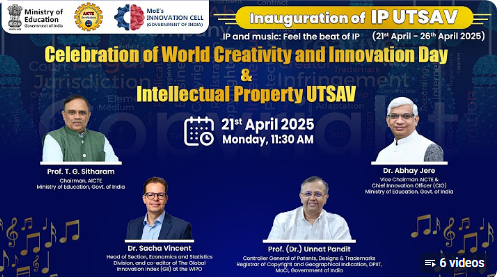 Ministry of
Education
Government of India
AICTE
MoE's
INNOVATION CELL
(GOVERNMENT OF INDIA)
Inauguration of IP UTSAV
IP and music: Feel the beat of IP (21st April - 26th April 2025)
Celebration of World Creativity and Innovation Day
&
Intellectual Property UTSAV
21st April 2025
Monday, 11:30 AM
Prof. T. G. Sitharam
Chairman, AICTE
Ministry of Education, Govt. of India
Dr. Abhay Jere
Vice Chairman AICTE &
Chief Innovation Officer (CIO)
Ministry of Education, Govt. of India
Dr. Sacha Vincent
Head of Section, Economics and Statistics
Division, and co-editor of The Global
Innovation Index (GII) at the WIPO
Prof. (Dr.) Unnat Pandit
Controller General of Patents, Designs & Trademarks
Registrar of Copyright and Geographical Indication, DPIIT,
MoCI, Government of India
6 videos